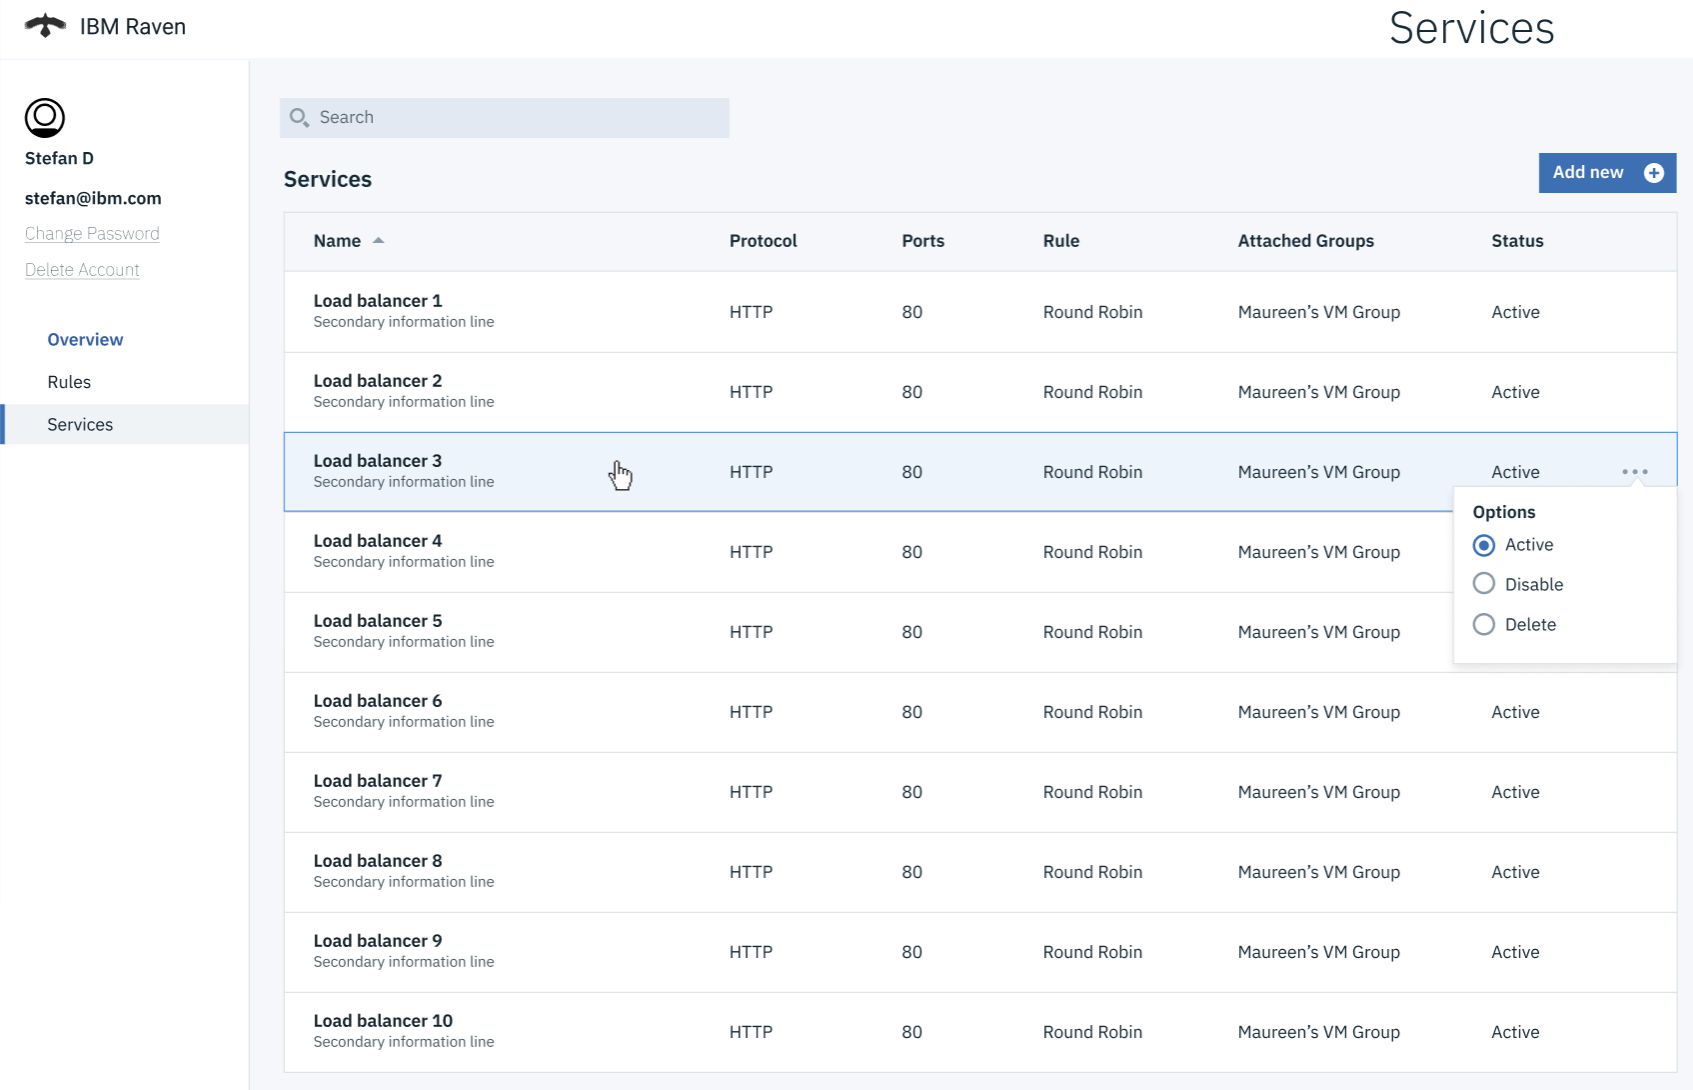 IBM Raven
Services
Stefan D
stefan@ibm.com
Change Password
Delete Account
Overview
Rules
Services
Search
Services
Add new
Name Protocol Ports Rule Attached Groups Status
Load balancer 1
Secondary information line
HTTP 80 Round Robin Maureen’s VM Group Active
Load balancer 2
Secondary information line
HTTP 80 Round Robin Maureen’s VM Group Active
Load balancer 3
Secondary information line
HTTP 80 Round Robin Maureen’s VM Group Active
Options
Active
Disable
Delete
Load balancer 4
Secondary information line
HTTP 80 Round Robin Maureen’s VM Group
Load balancer 5
Secondary information line
HTTP 80 Round Robin Maureen’s VM Group
Load balancer 6
Secondary information line
HTTP 80 Round Robin Maureen’s VM Group Active
Load balancer 7
Secondary information line
HTTP 80 Round Robin Maureen’s VM Group Active
Load balancer 8
Secondary information line
HTTP 80 Round Robin Maureen’s VM Group Active
Load balancer 9
Secondary information line
HTTP 80 Round Robin Maureen’s VM Group Active
Load balancer 10
Secondary information line
HTTP 80 Round Robin Maureen’s VM Group Active